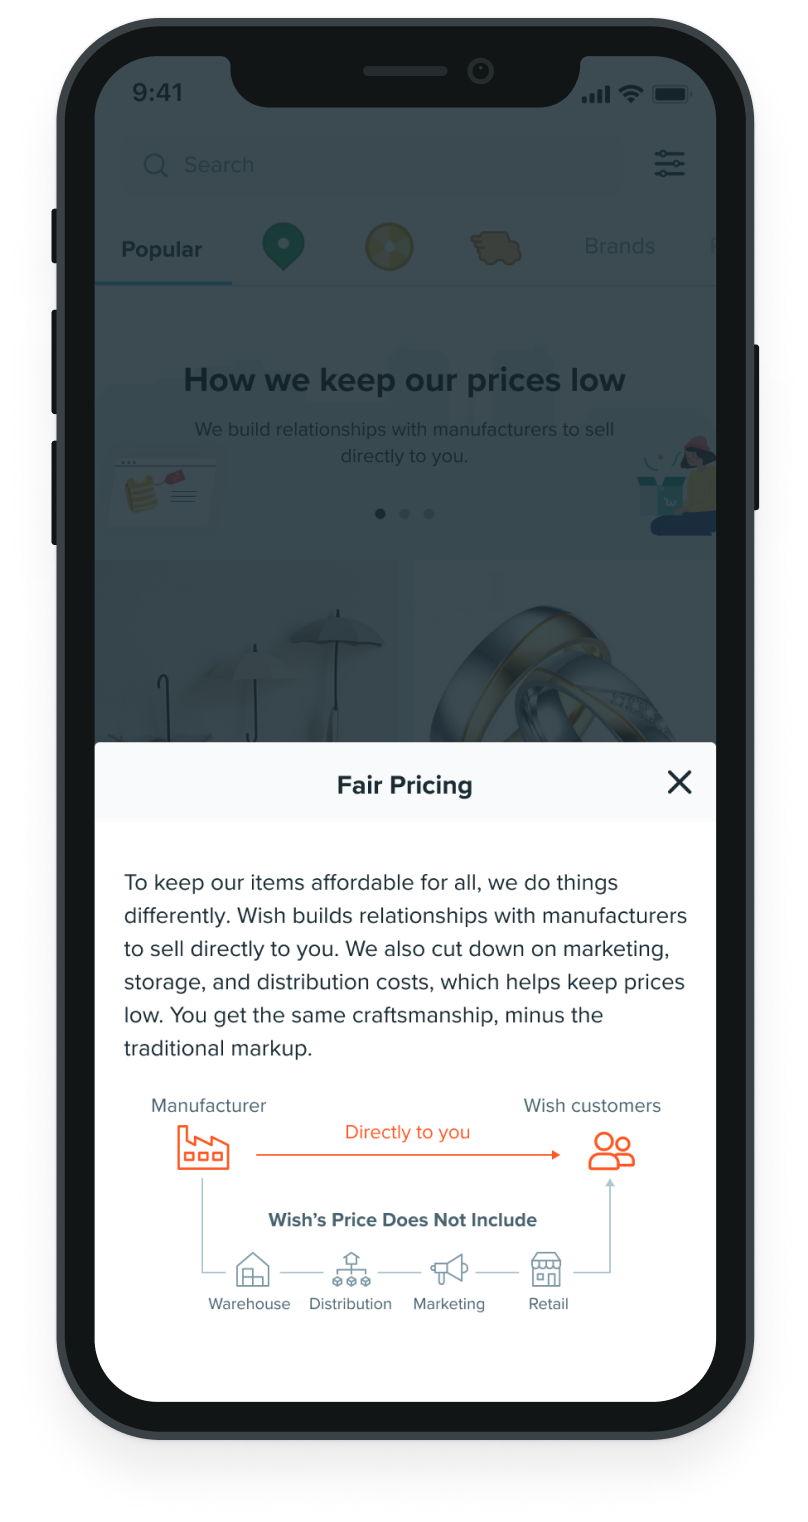 9:41
Search
Popular
Brands
How we keep our prices low
We build relationships with manufacturers to sell
directly to you.
Fair Pricing
To keep our items affordable for all, we do things
differently. Wish builds relationships with manufacturers
to sell directly to you. We also cut down on marketing,
storage, and distribution costs, which helps keep prices
low. You get the same craftsmanship, minus the
traditional markup.
Manufacturer
Wish customers
Directly to you
Wish's Price Does Not Include
Warehouse
Distribution
Marketing
Retail